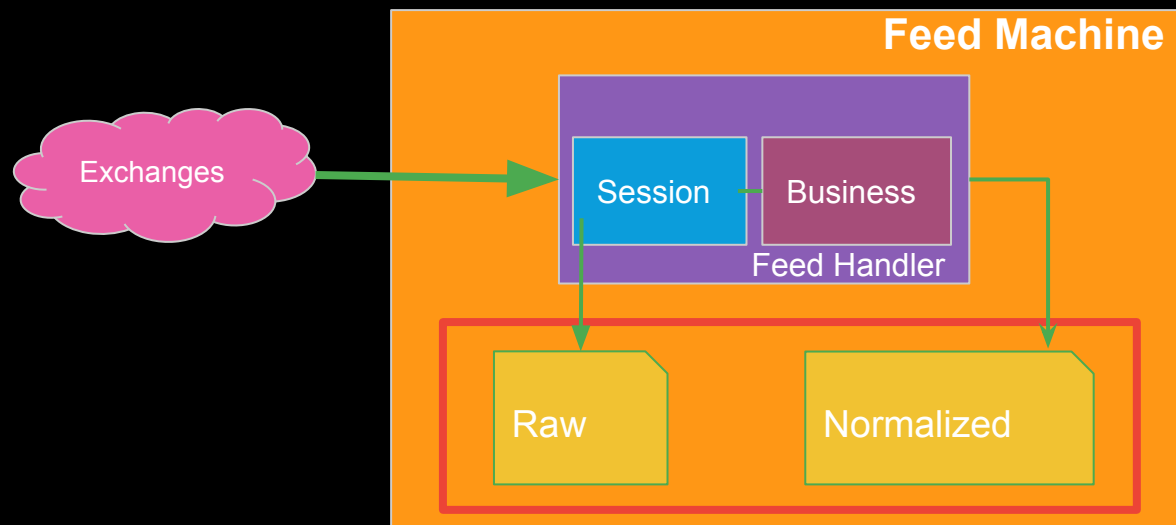 Feed Machine
Exchanges
Session
Business
Feed Handler
Raw
Normalized